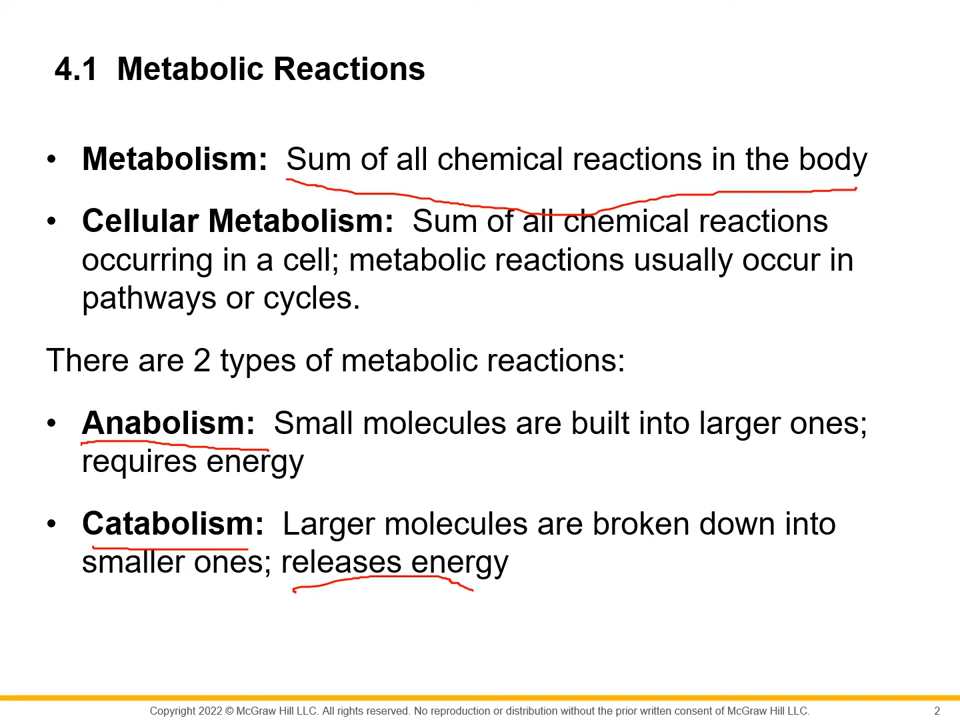 4.1 Metabolic Reactions
• Metabolism: Sum of all chemical reactions in the body
• Cellular Metabolism: Sum of all chemical reactions
occurring in a cell; metabolic reactions usually occur in
pathways or cycles.
There are 2 types of metabolic reactions:
• Anabolism: Small molecules are built into larger ones;
requires energy
• Catabolism: Larger molecules are broken down into
smaller ones; releases energy
Copyright 2022 © McGraw Hill LLC. All rights reserved. No reproduction or distribution without the prior written consent of McGraw Hill LLC. 2